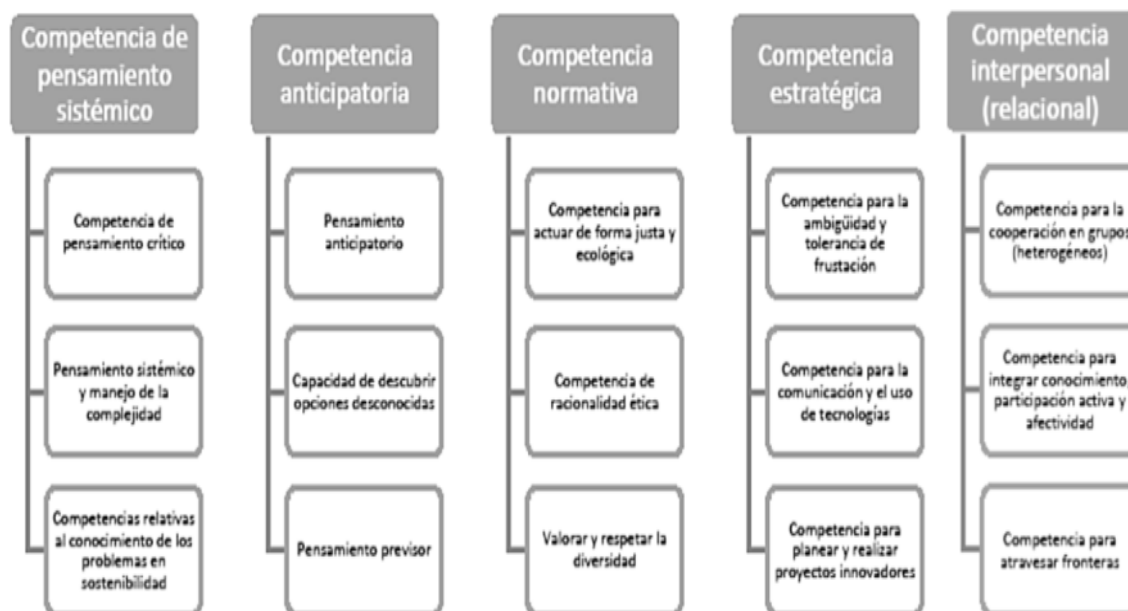 Competencia de
pensamiento
sistémico
Competencia de
pensamiento crítico
Pensamiento sistémico
y manejo de la
complejidad
Competencias relativas
al conocimiento de los
problemas en
sostenibilidad
Competencia
anticipatoria
Pensamiento
anticipatorio
Capacidad de descubrir
opciones desconocidas
Pensamiento previsor
Competencia
normativa
Competencia para
actuar de forma justa y
ecológica
Competencia de
racionalidad ética
Valorar y respetar la
diversidad
Competencia
estratégica
Competencia para la
ambigüidad y
tolerancia de
frustación
Competencia para la
comunicación y el uso
de tecnologías
Competencia para
planear y realizar
proyectos innovadores
Competencia
interpersonal
(relacional)
Competencia para la
cooperación en grupos
(heterogéneos)
Competencia para
integrar conocimiento,
participación activa y
afectividad
Competencia para
atravesar fronteras